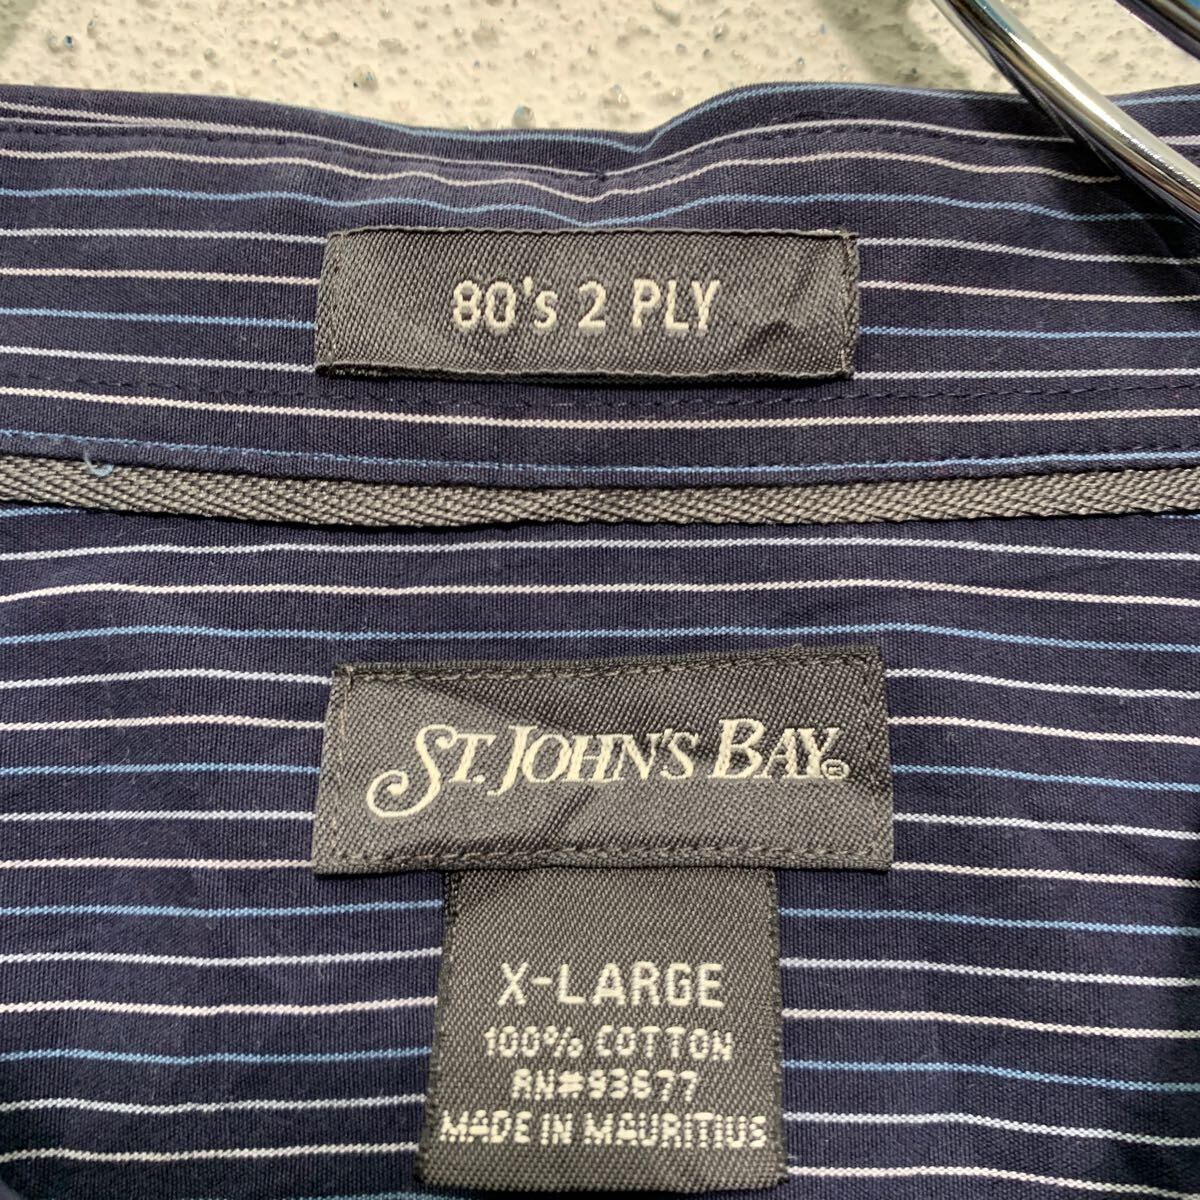 80's 2 PLY
ST. JOHN'S BAY®
X-LARGE
100% COTTON
RN#93677
MADE IN MAURITIUS